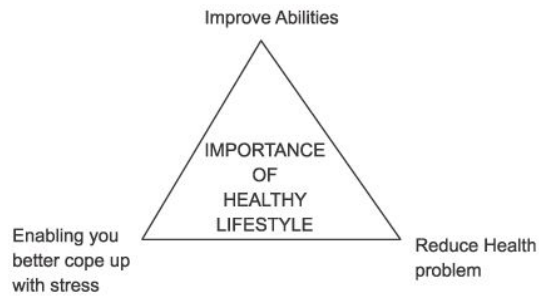 Improve Abilities
IMPORTANCE
OF
HEALTHY
LIFESTYLE
Enabling you
better cope up
with stress
Reduce Health
problem